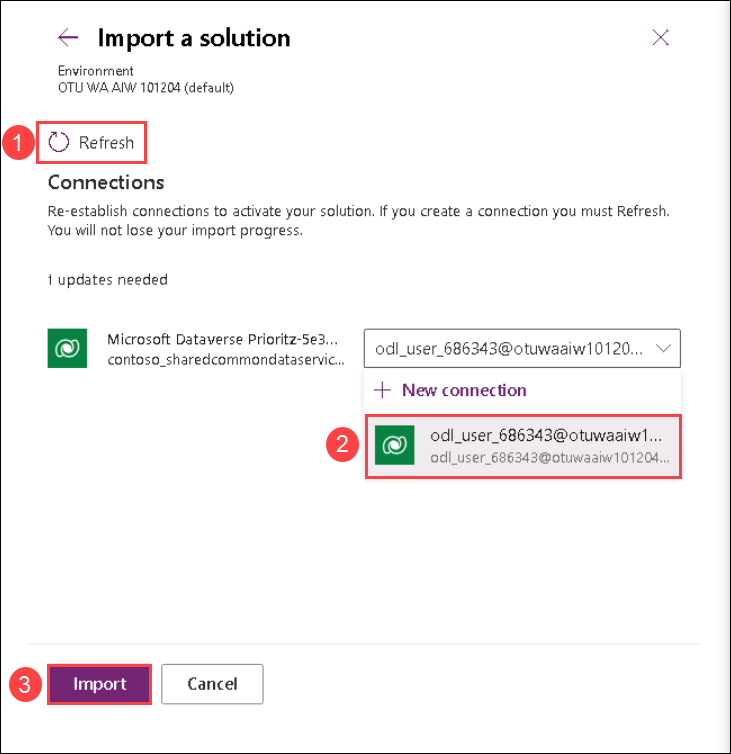 Import a solution
Environment
OTU WA AIW 101204 (default)
1
Refresh
Connections
Re-establish connections to activate your solution. If you create a connection you must Refresh.
You will not lose your import progress.
1 updates needed
Microsoft Dataverse Prioritz-5e3...
contoso_sharedcommondataservic...
odl_user_686343@otuwaaiw10120...
New connection
2
odl_user_686343@otuwaaiw1...
odl_user_686343@otuwaaiw101204...
3
Import
Cancel